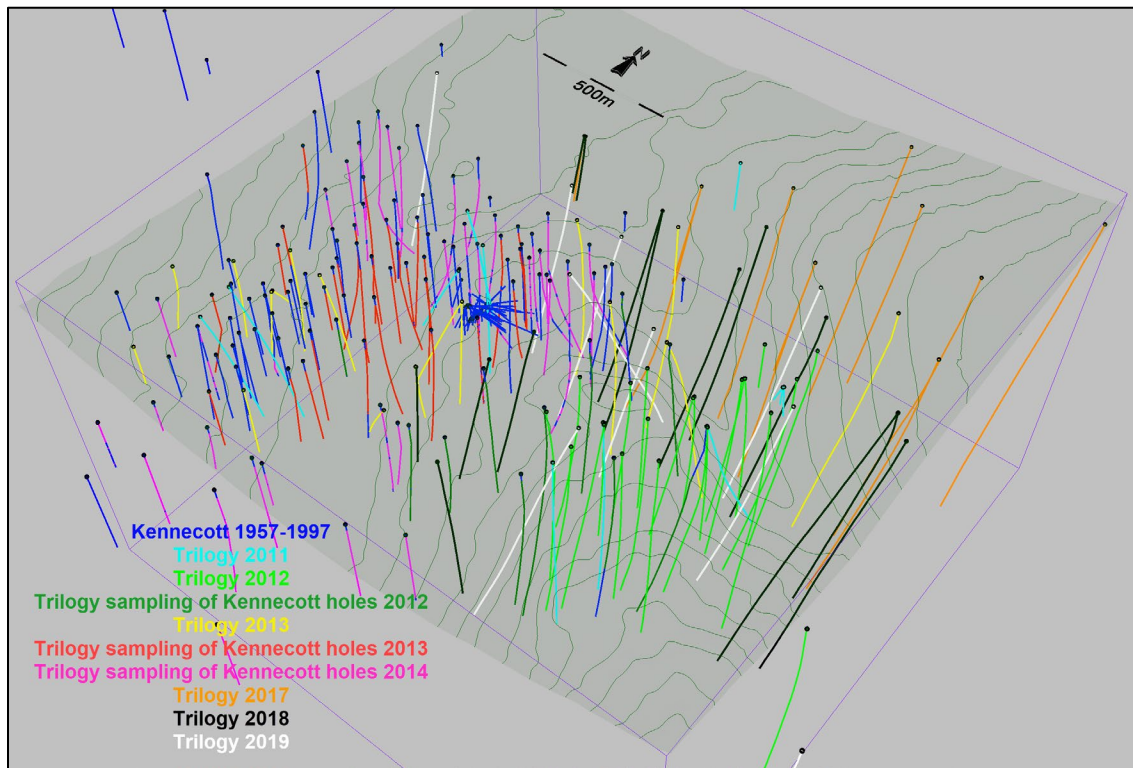 N
500m
Kennecott 1957-1997
Trilogy 2011
Trilogy 2012
Trilogy sampling of Kennecott holes 2012
Trilogy 2013
Trilogy sampling of Kennecott holes 2013
Trilogy sampling of Kennecott holes 2014
Trilogy 2017
Trilogy 2018
Trilogy 2019